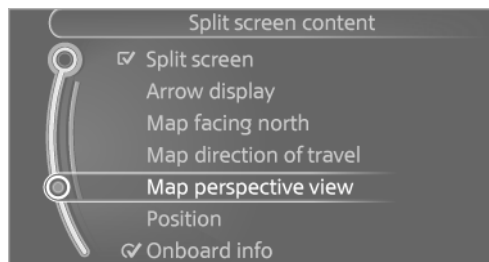 Split screen content
Split screen
Arrow display
Map facing north
Map direction of travel
Map perspective view
Position
Onboard info